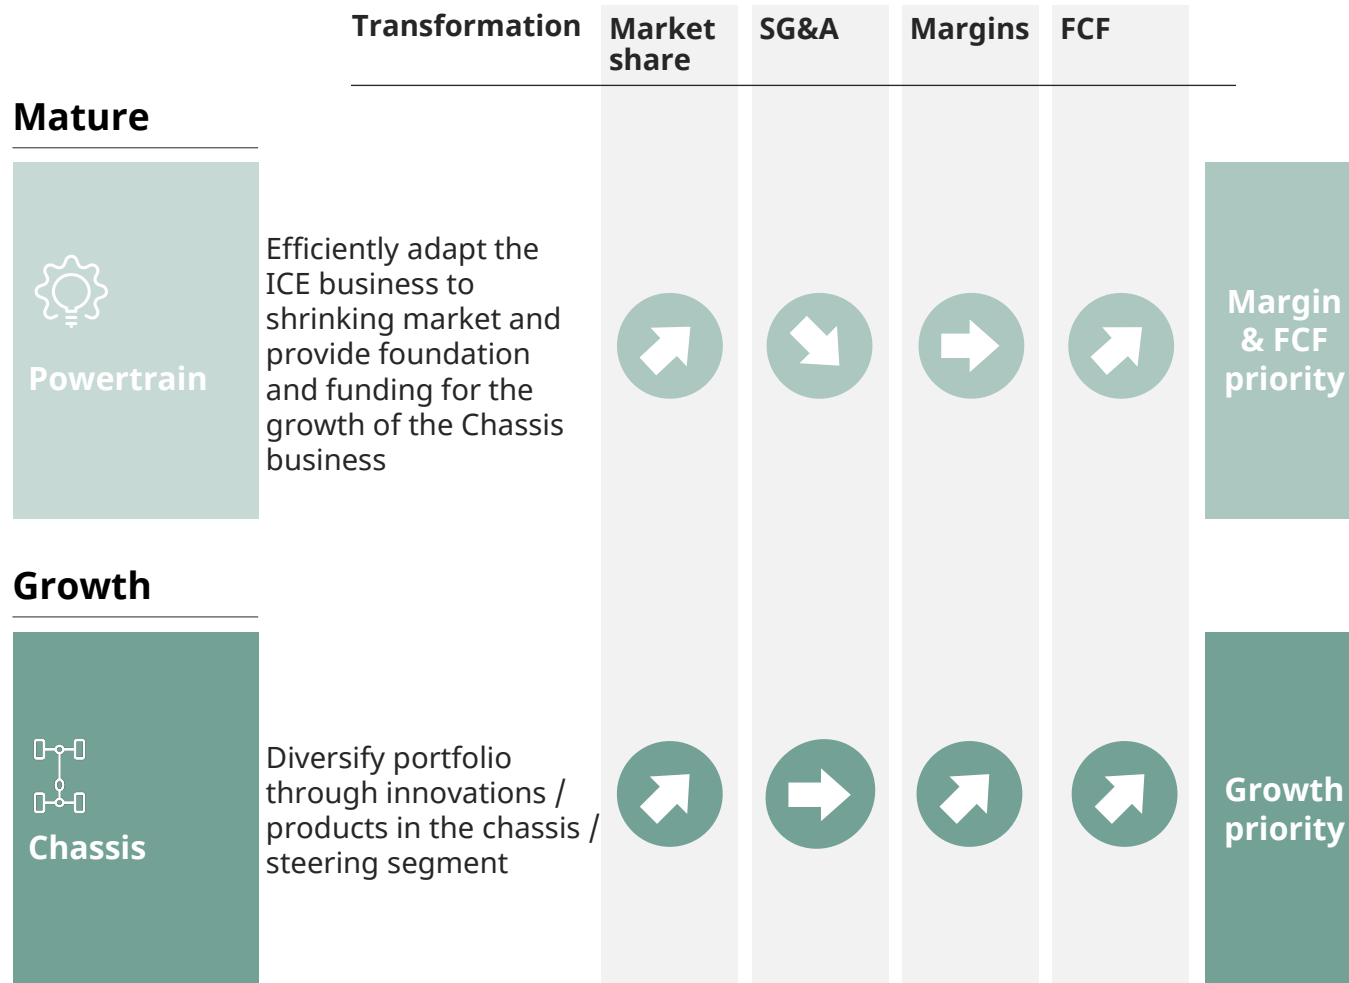 Transformation
Market
share
SG&A
Margins
FCF
Mature
Powertrain
Efficiently adapt the
ICE business to
shrinking market and
provide foundation
and funding for the
growth of the Chassis
business
Margin
& FCF
priority
Growth
Chassis
Diversify portfolio
through innovations /
products in the chassis /
steering segment
Growth
priority